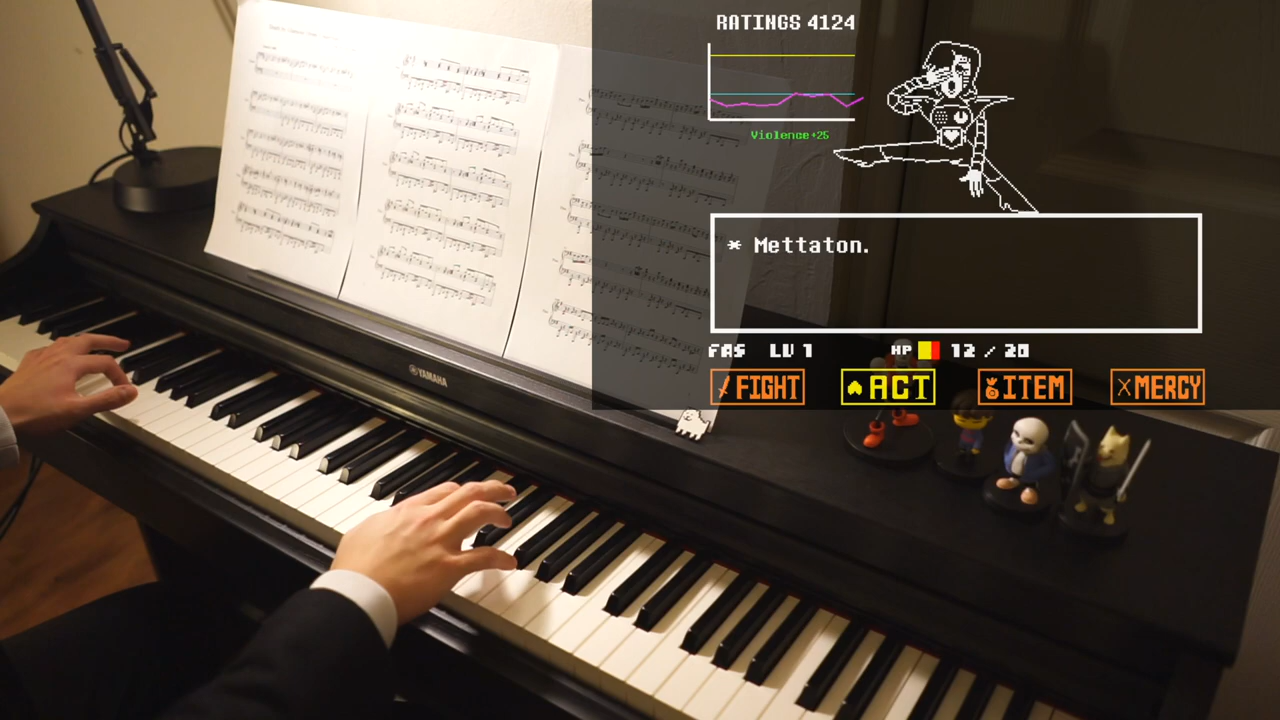 RATINGS 4124
Violence+25
* Mettaton.
FAS LV 1 HP 12 / 20
FIGHT ACT ITEM MERCY
YAMAHA